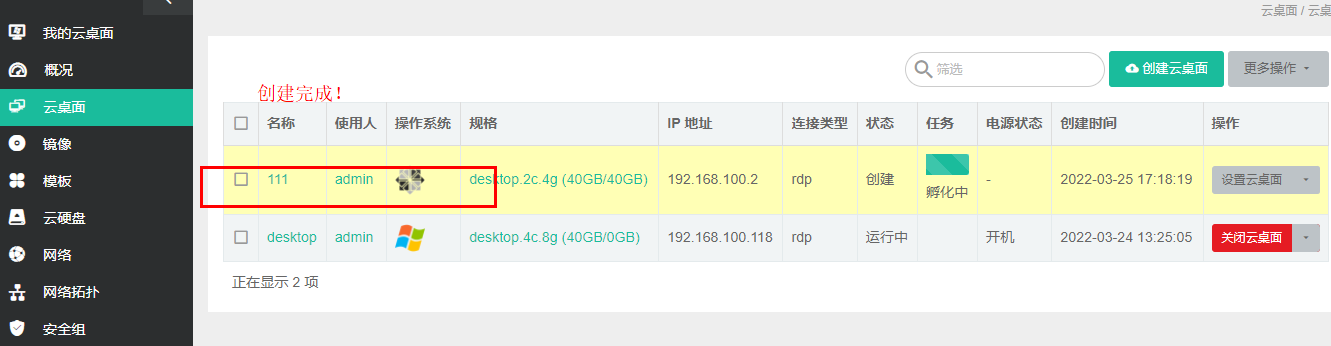 云桌面 / 云桌
我的云桌面
概况
云桌面
镜像
模板
云硬盘
网络
网络拓扑
安全组
筛选
创建云桌面
更多操作
创建完成！
名称 使用人 操作系统 规格 IP 地址 连接类型 状态 任务 电源状态 创建时间 操作
111 admin desktop.2c.4g (40GB/40GB) 192.168.100.2 rdp 创建 孵化中 - 2022-03-25 17:18:19 设置云桌面
desktop admin desktop.4c.8g (40GB/0GB) 192.168.100.118 rdp 运行中 开机 2022-03-24 13:25:05 关闭云桌面
正在显示 2 项